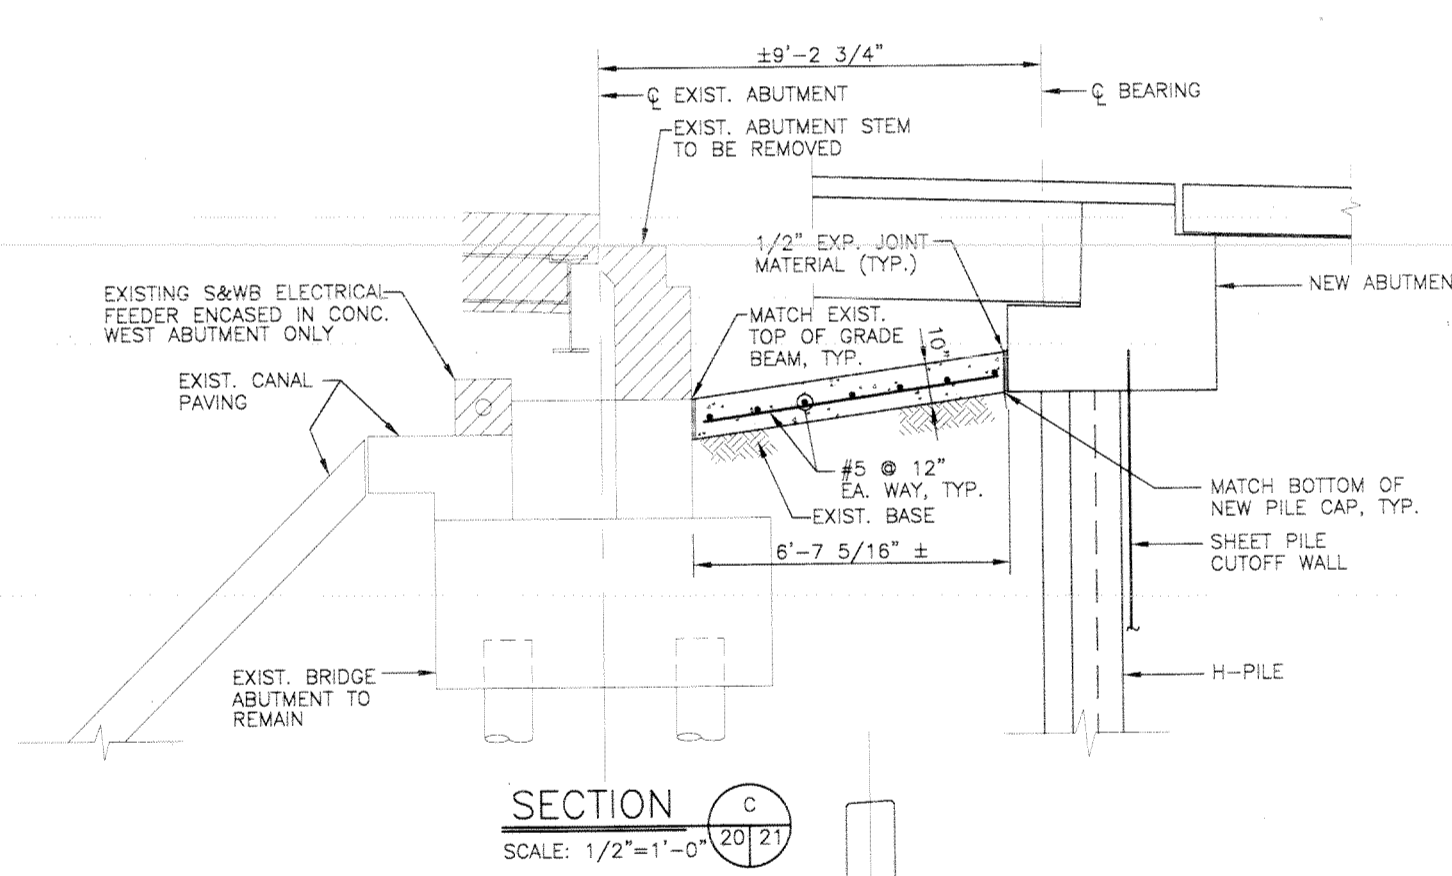 ±9'-2 3/4"
℄ EXIST. ABUTMENT
℄ BEARING
EXIST. ABUTMENT STEM
TO BE REMOVED
1/2" EXP. JOINT
MATERIAL (TYP.)
NEW ABUTMEN
EXISTING S&WB ELECTRICAL
FEEDER ENCASED IN CONC.
WEST ABUTMENT ONLY
MATCH EXIST.
TOP OF GRADE
BEAM, TYP.
10"
EXIST. CANAL
PAVING
#5 @ 12"
EA. WAY, TYP.
EXIST. BASE
MATCH BOTTOM OF
NEW PILE CAP, TYP.
6'-7 5/16" ±
SHEET PILE
CUTOFF WALL
EXIST. BRIDGE
ABUTMENT TO
REMAIN
H-PILE
SECTION
C
20 21
SCALE: 1/2"=1'-0"